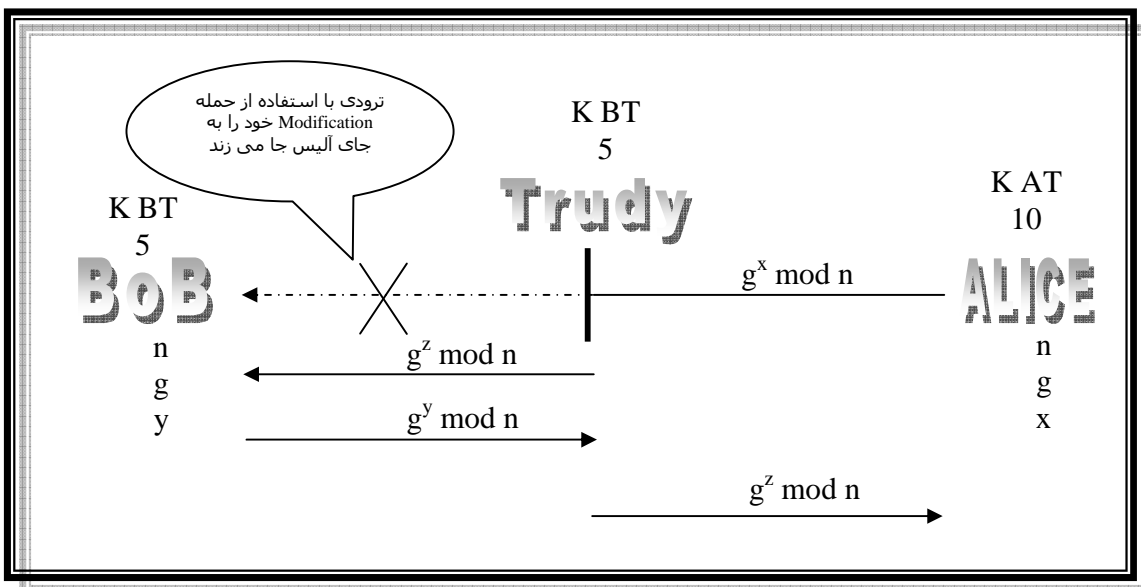 ترودی با استفاده از حمله
Modification خود را به
جای آلیس جا می زند
K BT
5
Trudy
K AT
10
K BT
5
BoB
ALICE
g^x mod n
n
g
y
n
g
x
g^z mod n
g^y mod n
g^z mod n